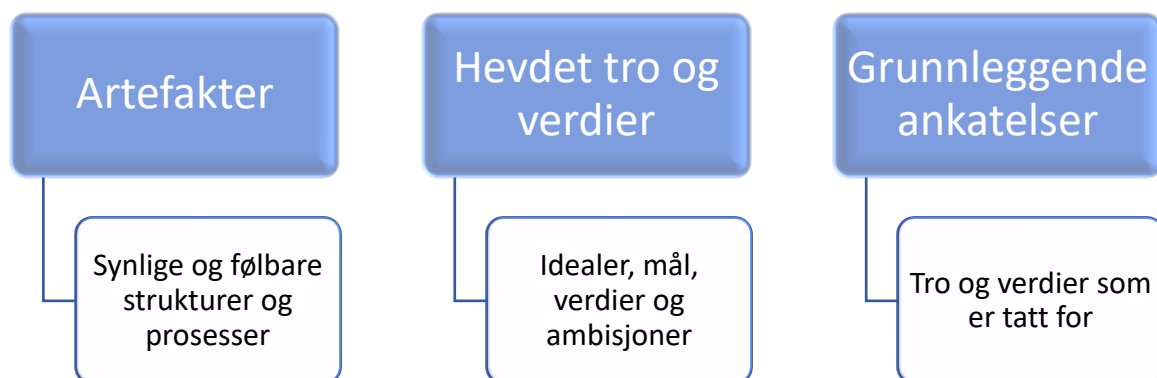 Artefakter
Synlige og følbare
strukturer og
prosesser
Hevdet tro og
verdier
Idealer, mål,
verdier og
ambisjoner
Grunnleggende
ankatelser
Tro og verdier som
er tatt for